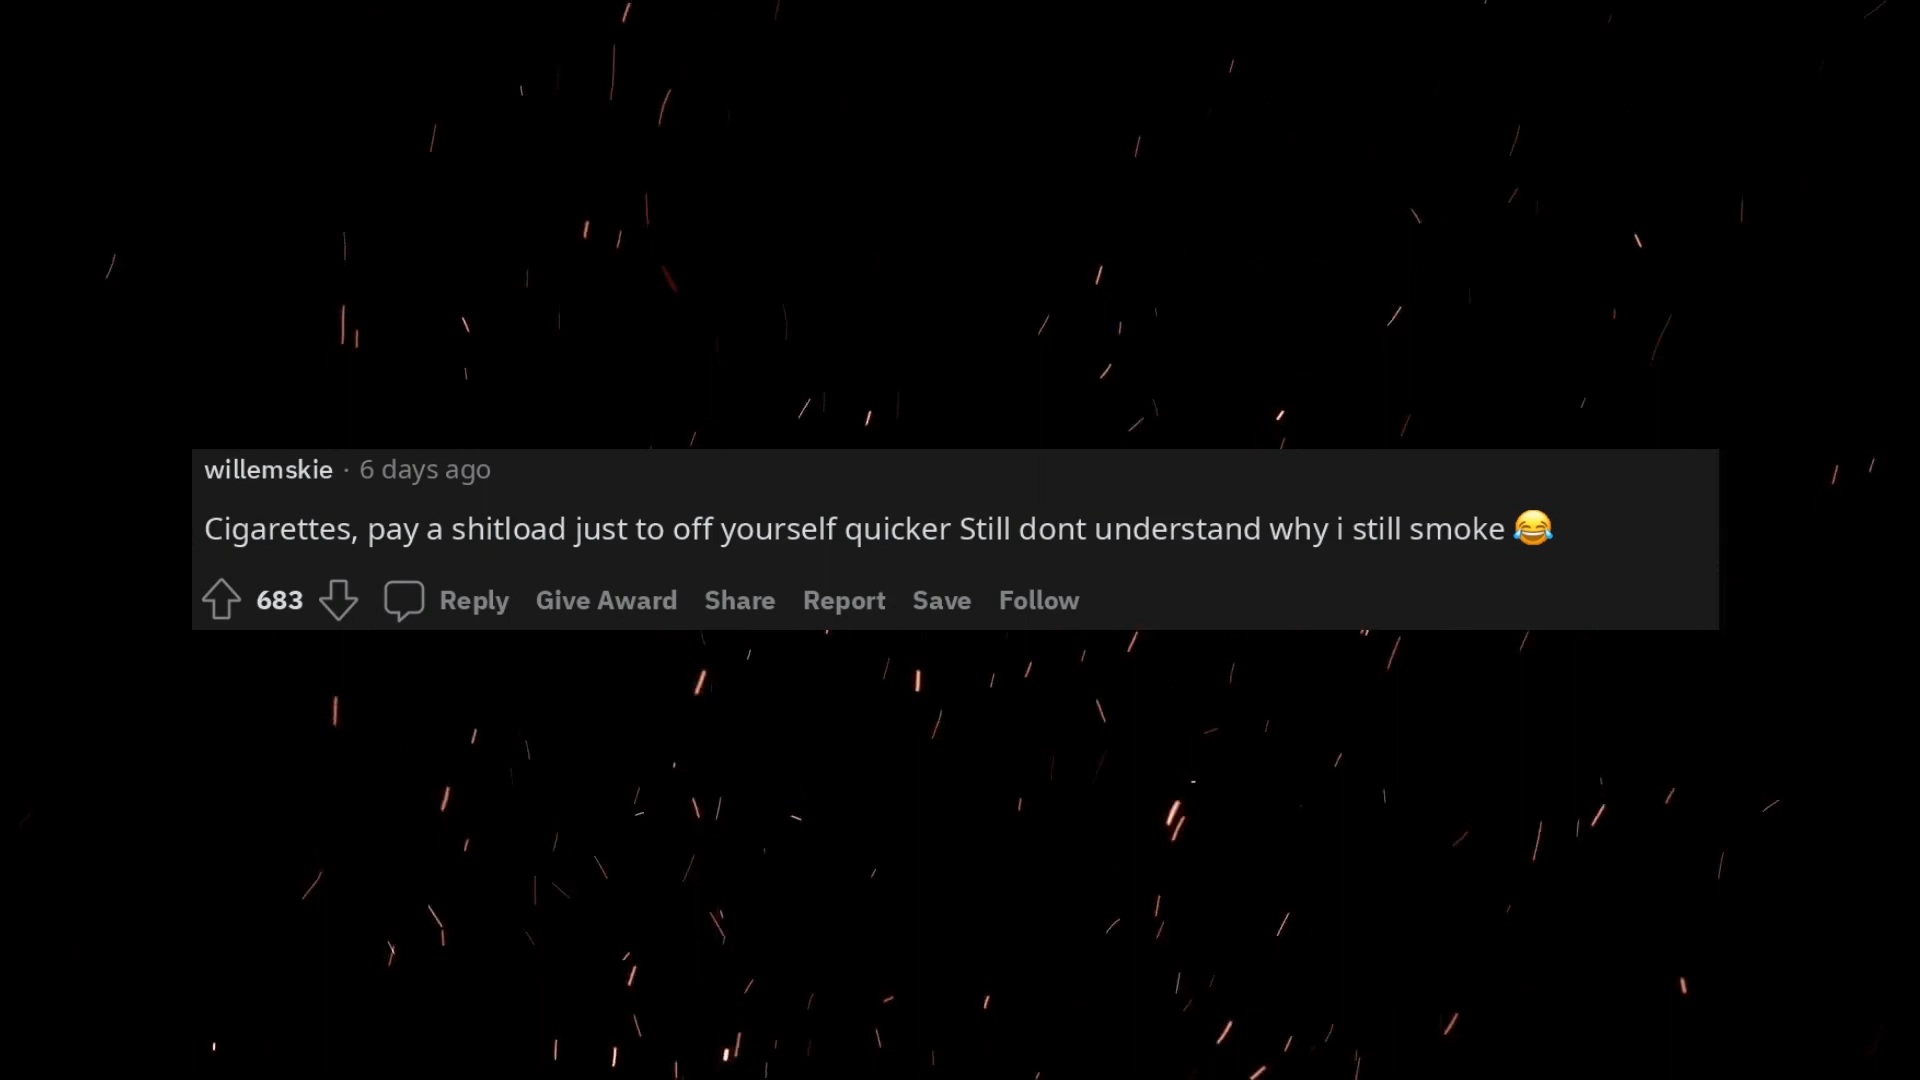 willemskie · 6 days ago
Cigarettes, pay a shitload just to off yourself quicker Still dont understand why i still smoke 😂
683 Reply Give Award Share Report Save Follow